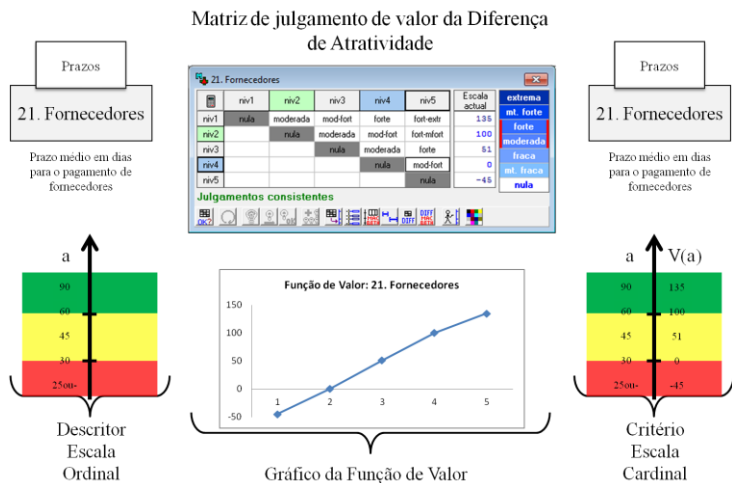 Matriz de julgamento de valor da Diferença
de Atratividade
Prazos
21. Fornecedores
Prazo médio em dias
para o pagamento de
fornecedores
21. Fornecedores
niv1 niv2 niv3 niv4 niv5 Escala actual
niv1 nula moderada mod-fort forte fort-extr 135
niv2 nula moderada mod-fort fort-mfort 100
niv3 nula moderada forte 51
niv4 nula mod-fort 0
niv5 nula -45
extrema
mt. forte
forte
moderada
fraca
mt. fraca
nula
Julgamentos consistentes
Prazos
21. Fornecedores
Prazo médio em dias
para o pagamento de
fornecedores
a
90
60
45
30
25ou-
Descritor
Escala
Ordinal
Função de Valor: 21. Fornecedores
150
100
50
0
-50
1 2 3 4 5
Gráfico da Função de Valor
a V(a)
90 135
60 100
45 51
30 0
25ou- -45
Critério
Escala
Cardinal